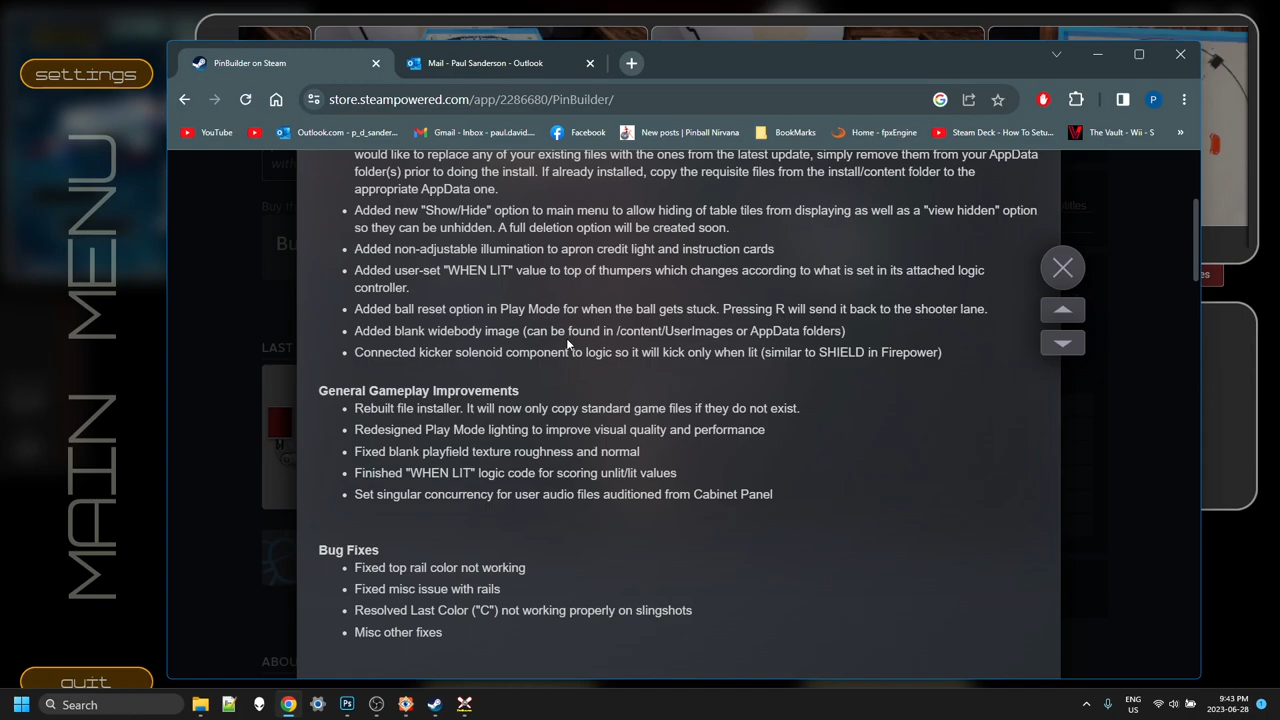 settings
MAIN MENU
quit
PinBuilder on Steam
Mail - Paul Sanderson - Outlook
store.steampowered.com/app/2286680/PinBuilder/
YouTube
Outlook.com - p_d_sander...
Gmail - Inbox - paul.david....
Facebook
New posts | Pinball Nirvana
BookMarks
Home - fpxEngine
Steam Deck - How To Setu...
The Vault - Wii - S
would like to replace any of your existing files with the ones from the latest update, simply remove them from your AppData
folder(s) prior to doing the install. If already installed, copy the requisite files from the install/content folder to the
appropriate AppData one.
Added new "Show/Hide" option to main menu to allow hiding of table tiles from displaying as well as a "view hidden" option
so they can be unhidden. A full deletion option will be created soon.
Added non-adjustable illumination to apron credit light and instruction cards
Added user-set "WHEN LIT" value to top of thumpers which changes according to what is set in its attached logic
controller.
Added ball reset option in Play Mode for when the ball gets stuck. Pressing R will send it back to the shooter lane.
Added blank widebody image (can be found in /content/UserImages or AppData folders)
Connected kicker solenoid component to logic so it will kick only when lit (similar to SHIELD in Firepower)
General Gameplay Improvements
Rebuilt file installer. It will now only copy standard game files if they do not exist.
Redesigned Play Mode lighting to improve visual quality and performance
Fixed blank playfield texture roughness and normal
Finished "WHEN LIT" logic code for scoring unlit/lit values
Set singular concurrency for user audio files auditioned from Cabinet Panel
Bug Fixes
Fixed top rail color not working
Fixed misc issue with rails
Resolved Last Color ("C") not working properly on slingshots
Misc other fixes
LAST
ABOU
Search
ENG
US
9:43 PM
2023-06-28